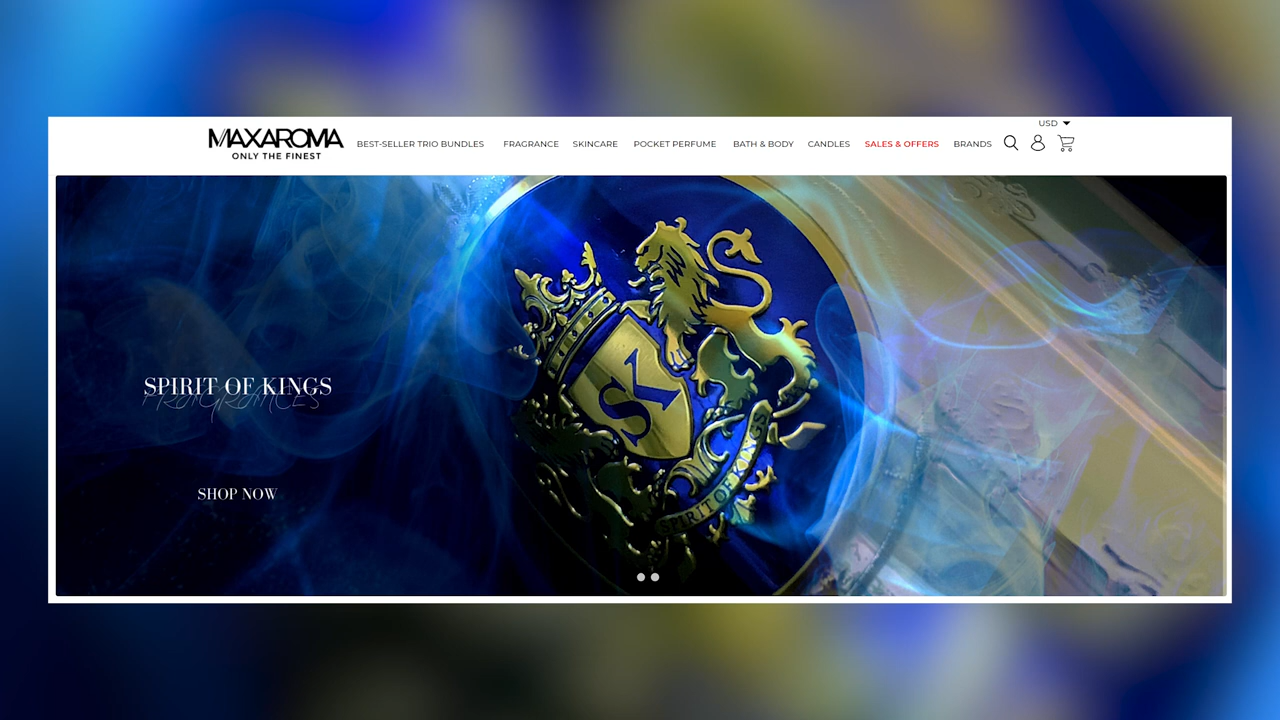 USD
MAXAROMA
ONLY THE FINEST
BEST-SELLER TRIO BUNDLES FRAGRANCE SKINCARE POCKET PERFUME BATH & BODY CANDLES SALES & OFFERS BRANDS
SK
SPIRIT OF KINGS
SPIRIT OF KINGS
FRAGRANCES
SHOP NOW